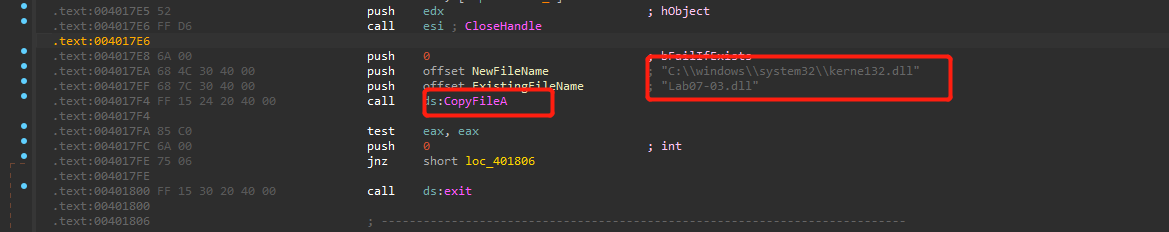 .text:004017E5 52 push edx ; hObject
.text:004017E6 FF D6 call esi ; CloseHandle
.text:004017E6
.text:004017E8 6A 00 push 0 ; bFailIfExists
.text:004017EA 68 4C 30 40 00 push offset NewFileName ; "C:\\windows\\system32\\kerne132.dll"
.text:004017EF 68 7C 30 40 00 push offset ExistingFileName ; "Lab07-03.dll"
.text:004017F4 FF 15 24 20 40 00 call ds:CopyFileA
.text:004017F4
.text:004017FA 85 C0 test eax, eax
.text:004017FC 6A 00 push 0 ; int
.text:004017FE 75 06 jnz short loc_401806
.text:004017FE
.text:00401800 FF 15 30 20 40 00 call ds:exit
.text:00401800
.text:00401806 ; ---------------------------------------------------------------------------